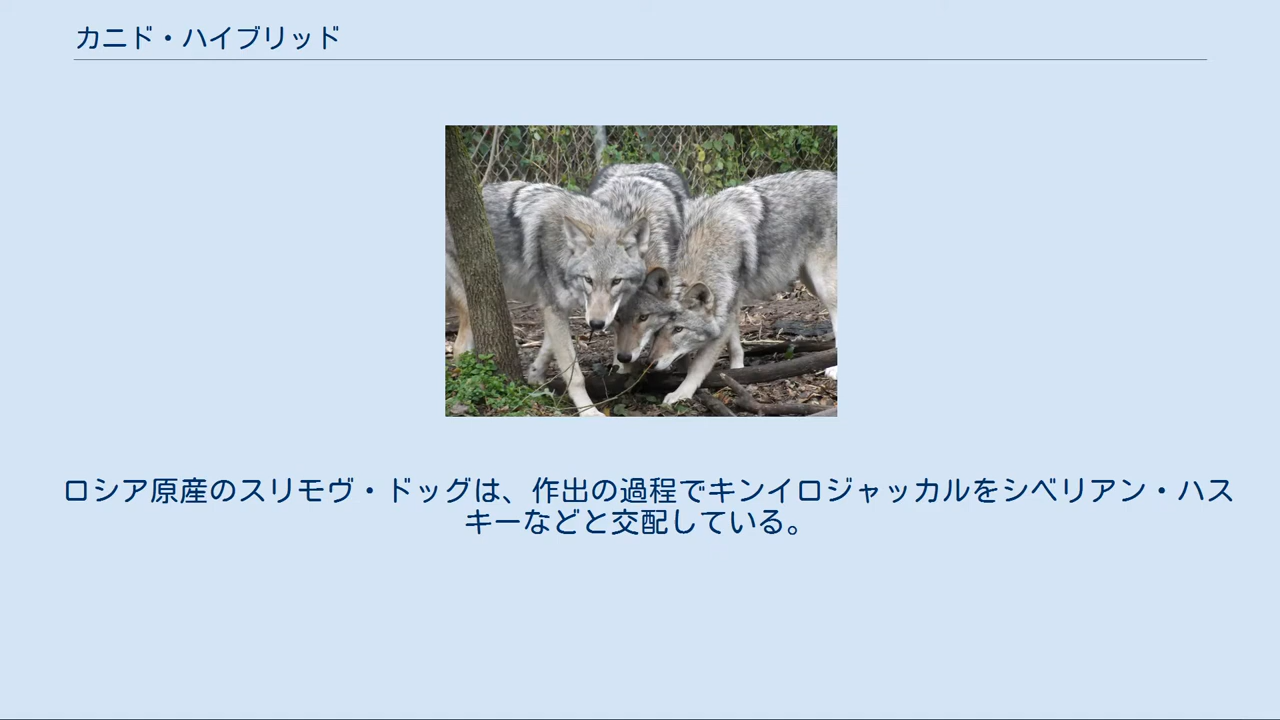 カニド・ハイブリッド
ロシア原産のスリモヴ・ドッグは、作出の過程でキンイロジャッカルをシベリアン・ハス
キーなどと交配している。